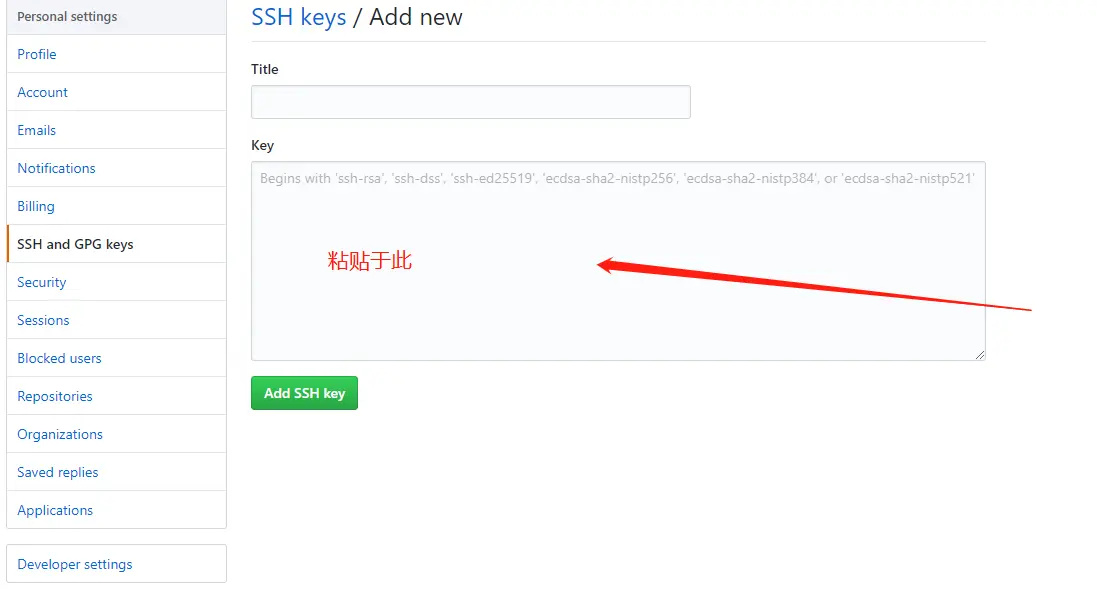 Personal settings
Profile
Account
Emails
Notifications
Billing
SSH and GPG keys
Security
Sessions
Blocked users
Repositories
Organizations
Saved replies
Applications
Developer settings
SSH keys / Add new
Title
Key
Begins with 'ssh-rsa', 'ssh-dss', 'ssh-ed25519', 'ecdsa-sha2-nistp256', 'ecdsa-sha2-nistp384', or 'ecdsa-sha2-nistp521'
粘贴于此
Add SSH key